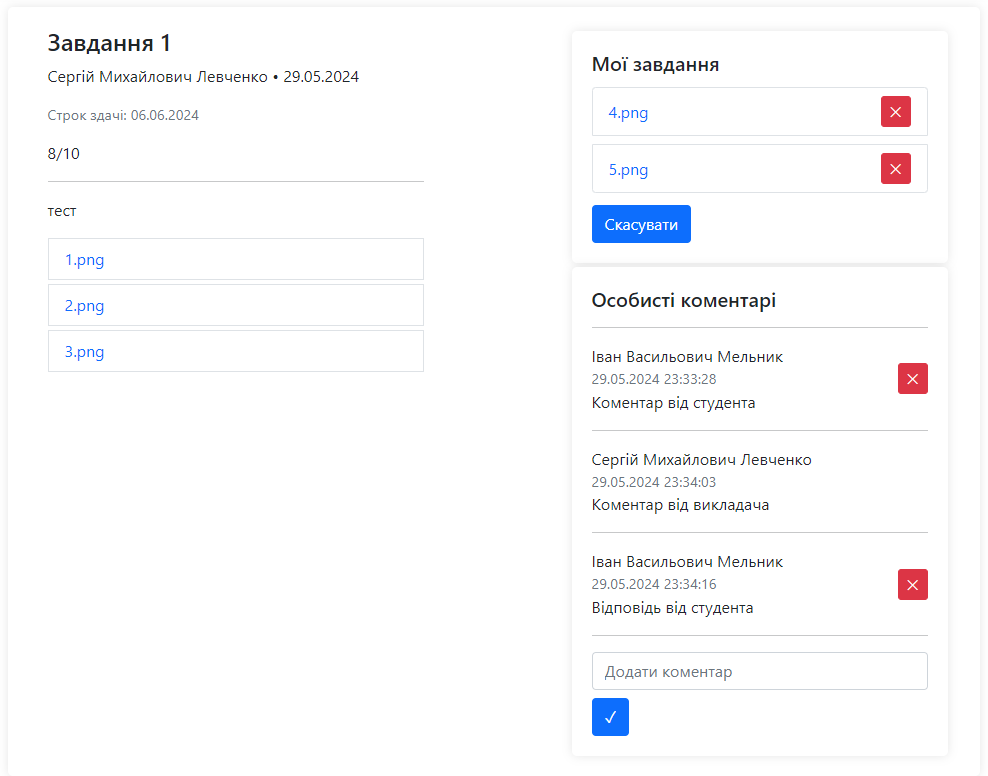 Завдання 1
Сергій Михайлович Левченко • 29.05.2024
Строк здачі: 06.06.2024
8/10
тест
1.png
2.png
3.png
Мої завдання
4.png
5.png
Скасувати
Особисті коментарі
Іван Васильович Мельник
29.05.2024 23:33:28
Коментар від студента
Сергій Михайлович Левченко
29.05.2024 23:34:03
Коментар від викладача
Іван Васильович Мельник
29.05.2024 23:34:16
Відповідь від студента
Додати коментар